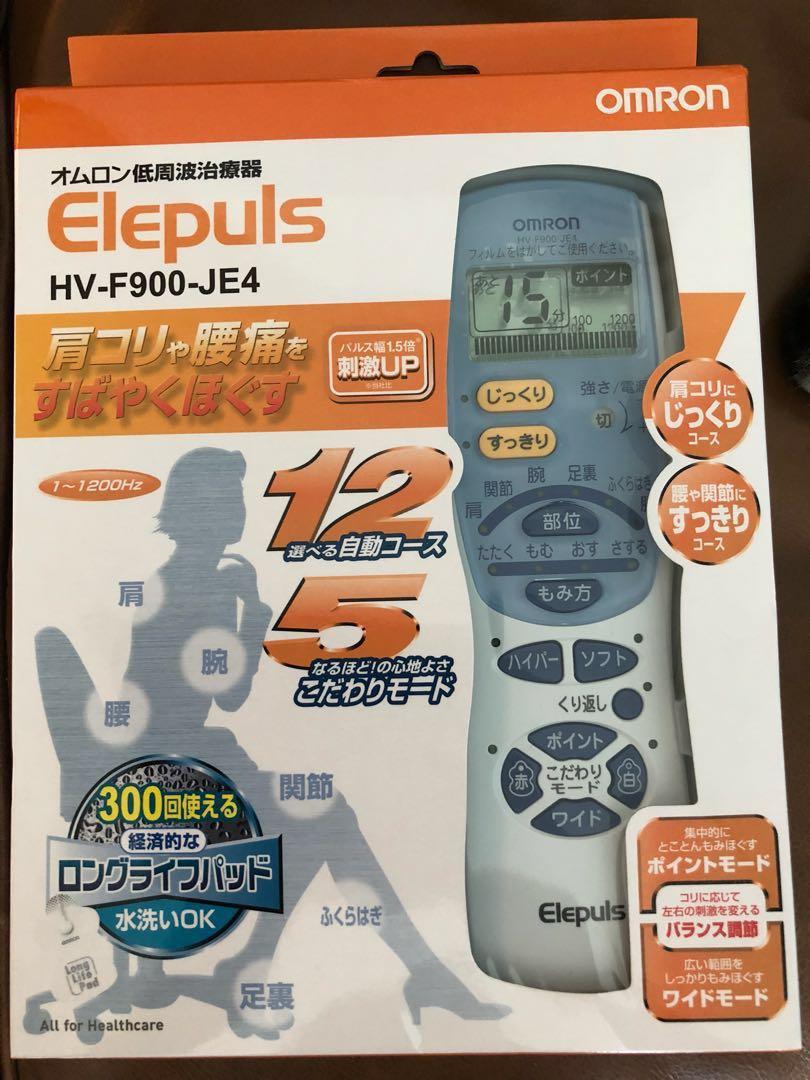 OMRON
オムロン低周波治療器
Elepuls
HV-F900-JE4
肩コリや腰痛を
すばやくほぐす
パルス幅1.5倍※
刺激UP
※当社比
1～1200Hz
12
選べる自動コース
5
なるほど!の心地よさ
こだわりモード
肩
腕
腰
関節
ふくらはぎ
足裏
300回使える
経済的な
ロングライフパッド
水洗いOK
omron
Long
Life
Pad
All for Healthcare
OMRON
HV-F900-JE4
フィルムをはがしてご使用ください。
あと
15分
ポイント
100 1200
じっくり
強さ/電源
すっきり
切
肩
関節
腕
足裏
ふくらはぎ
部位
たたく もむ おす さする
もみ方
ハイパー
ソフト
くり返し
ポイント
赤
こだわり
モード
白
ワイド
Elepuls
肩コリに
じっくり
コース
腰や関節に
すっきり
コース
集中的に
とことんもみほぐす
ポイントモード
コリに応じて
左右の刺激を変える
バランス調節
広い範囲を
しっかりもみほぐす
ワイドモード